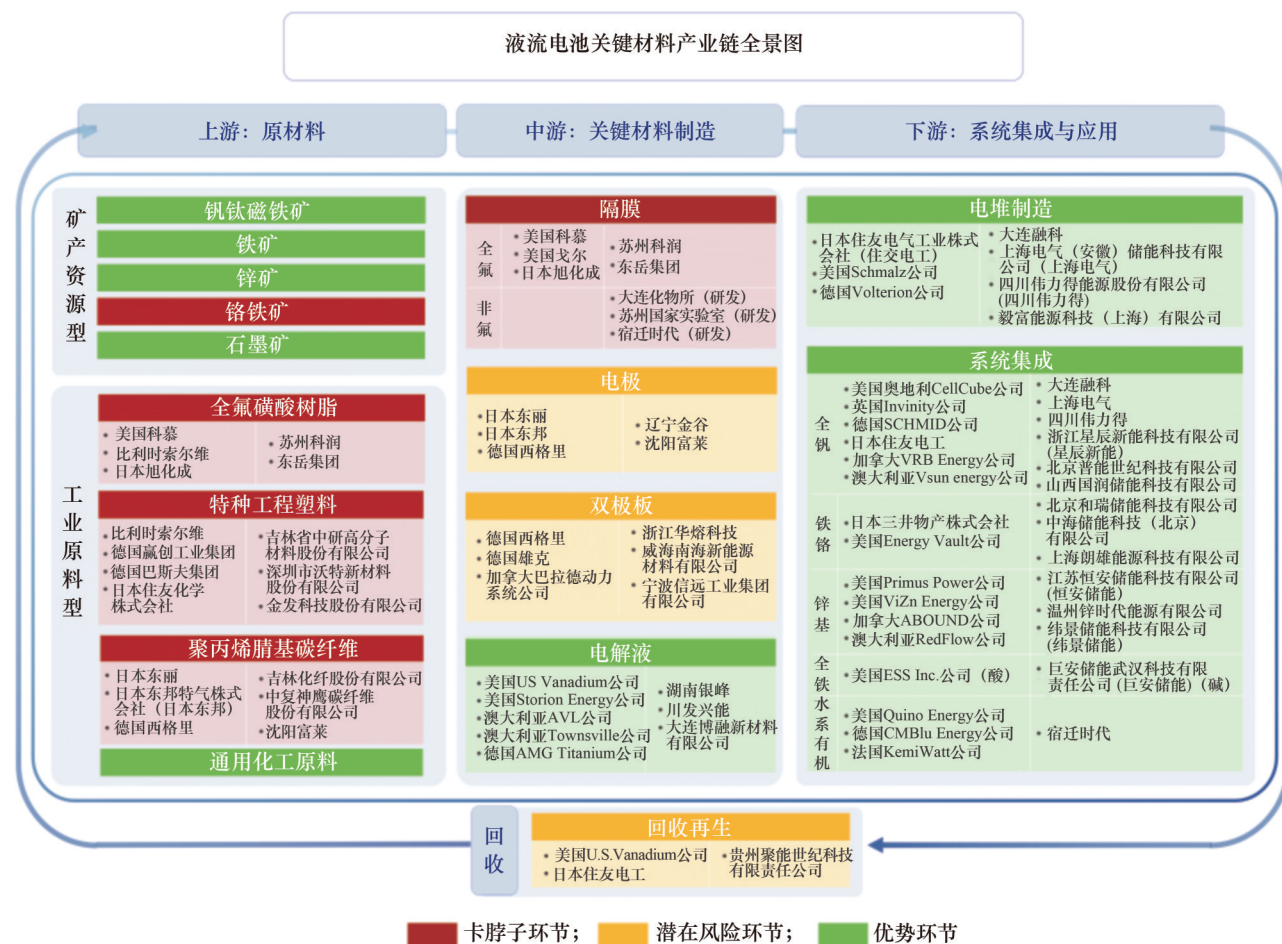 液流电池关键材料产业链全景图
上游：原材料
中游：关键材料制造
下游：系统集成与应用
矿产资源型
钒钛磁铁矿
铁矿
锌矿
铬铁矿
石墨矿
工业原料型
全氟磺酸树脂
* 美国科慕
* 比利时索尔维
* 日本旭化成
* 苏州科润
* 东岳集团
特种工程塑料
*比利时索尔维
*德国赢创工业集团
*德国巴斯夫集团
*日本住友化学
株式会社
*吉林省中研高分子
材料股份有限公司
*深圳市沃特新材料
股份有限公司
*金发科技股份有限公司
聚丙烯腈基碳纤维
* 日本东丽
* 日本东邦特气株式
会社（日本东邦）
*德国西格里
*吉林化纤股份有限公司
*中复神鹰碳纤维
股份有限公司
*沈阳富莱
通用化工原料
隔膜
全氟
* 美国科慕
*美国戈尔
*日本旭化成
*苏州科润
*东岳集团
非氟
*大连化物所（研发）
*苏州国家实验室（研发）
*宿迁时代（研发）
电极
*日本东丽
*日本东邦
*德国西格里
* 辽宁金谷
*沈阳富莱
双极板
* 德国西格里
* 德国雄克
*加拿大巴拉德动力
系统公司
*浙江华熔科技
* 威海南海新能源
材料有限公司
* 宁波信远工业集团
有限公司
电解液
*美国US Vanadium公司
*美国Storion Energy公司
*澳大利亚AVL公司
*澳大利亚Townsville公司
*德国AMG Titanium公司
*湖南银峰
*川发兴能
*大连博融新材料
有限公司
电堆制造
*日本住友电气工业株式
会社（住交电工）
*美国Schmalz公司
*德国Volterion公司
* 大连融科
* 上海电气（安徽）储能科技有限
公司（上海电气）
* 四川伟力得能源股份有限公司
(四川伟力得)
* 毅富能源科技（上海）有限公司
系统集成
全钒
*美国奥地利CellCube公司
*英国Invinity公司
*德国SCHMID公司
*日本住友电工
*加拿大VRB Energy公司
*澳大利亚Vsun energy公司
* 大连融科
* 上海电气
* 四川伟力得
*浙江星辰新能科技有限公司
(星辰新能)
*北京普能世纪科技有限公司
*山西国润储能科技有限公司
铁铬
*日本三井物产株式会社
*美国Energy Vault公司
*北京和瑞储能科技有限公司
*中海储能科技（北京）
有限公司
*上海朗雄能源科技有限公司
锌基
*美国Primus Power公司
*美国ViZn Energy公司
*加拿大ABOUND公司
*澳大利亚RedFlow公司
*江苏恒安储能科技有限公司
(恒安储能)
*温州锌时代能源有限公司
*纬景储能科技有限公司
(纬景储能)
全铁
*美国ESS Inc.公司（酸）
* 巨安储能武汉科技有限
责任公司 (巨安储能)（碱）
水系有机
*美国Quino Energy公司
*德国CMBlu Energy公司
*法国KemiWatt公司
* 宿迁时代
回收
回收再生
* 美国U.S.Vanadium公司
*日本住友电工
*贵州聚能世纪科技
有限责任公司
卡脖子环节；
潜在风险环节；
优势环节